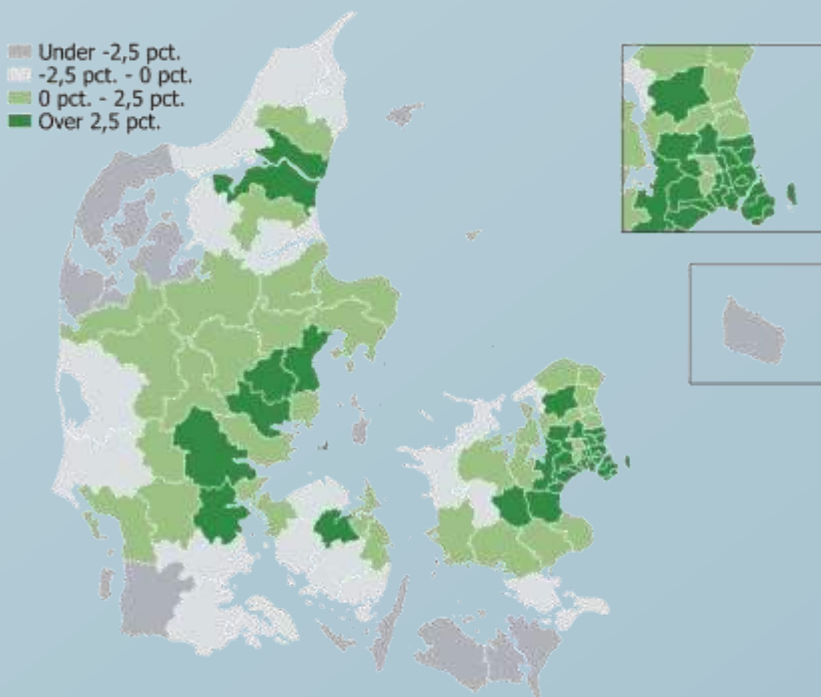 Under -2,5 pct.
-2,5 pct. - 0 pct.
0 pct. - 2,5 pct.
Over 2,5 pct.